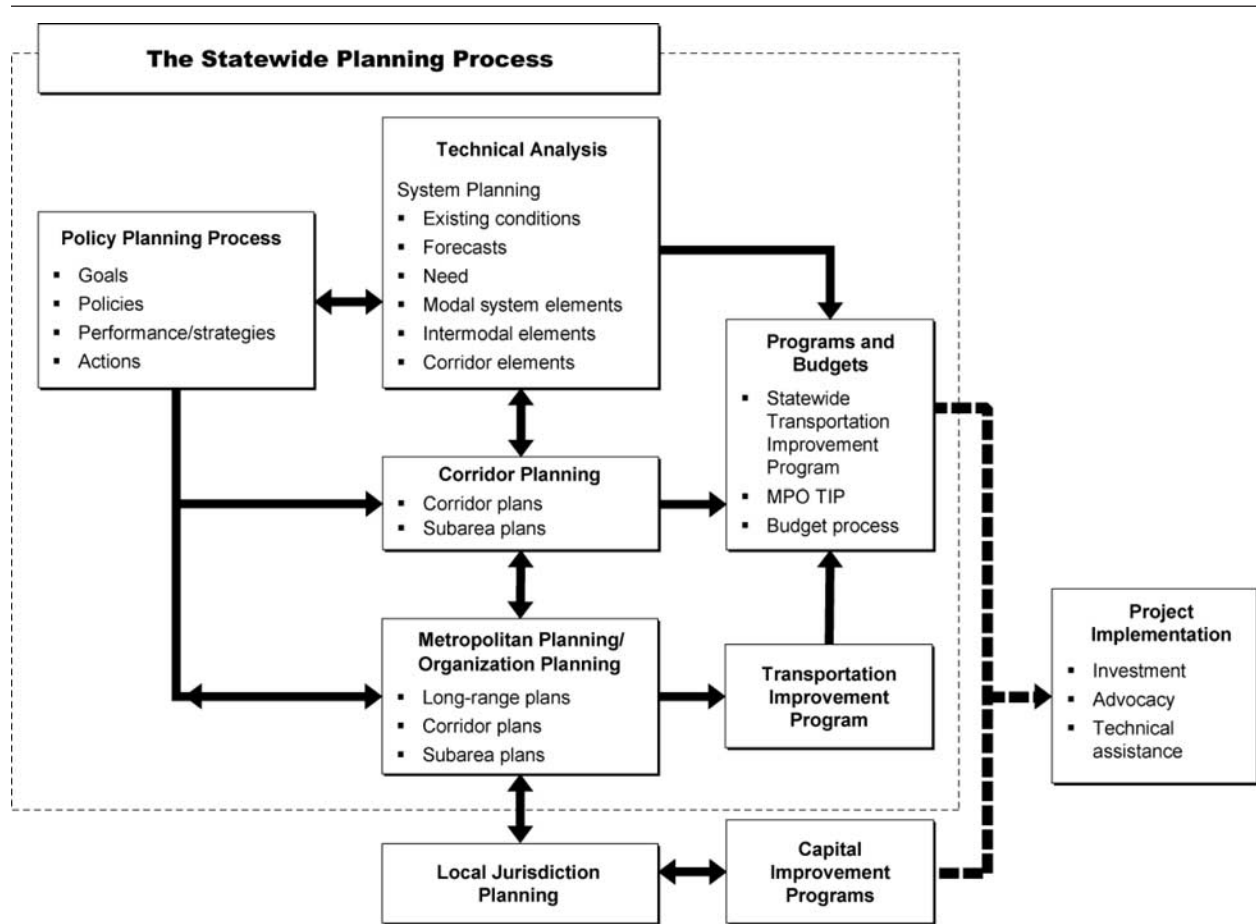 The Statewide Planning Process
Technical Analysis
System Planning
▪ Existing conditions
▪ Forecasts
▪ Need
▪ Modal system elements
▪ Intermodal elements
▪ Corridor elements
Policy Planning Process
▪ Goals
▪ Policies
▪ Performance/strategies
▪ Actions
Programs and
Budgets
▪ Statewide
Transportation
Improvement
Program
▪ MPO TIP
▪ Budget process
Corridor Planning
▪ Corridor plans
▪ Subarea plans
Metropolitan Planning/
Organization Planning
▪ Long-range plans
▪ Corridor plans
▪ Subarea plans
Transportation
Improvement
Program
Project
Implementation
▪ Investment
▪ Advocacy
▪ Technical
assistance
Local Jurisdiction
Planning
Capital
Improvement
Programs